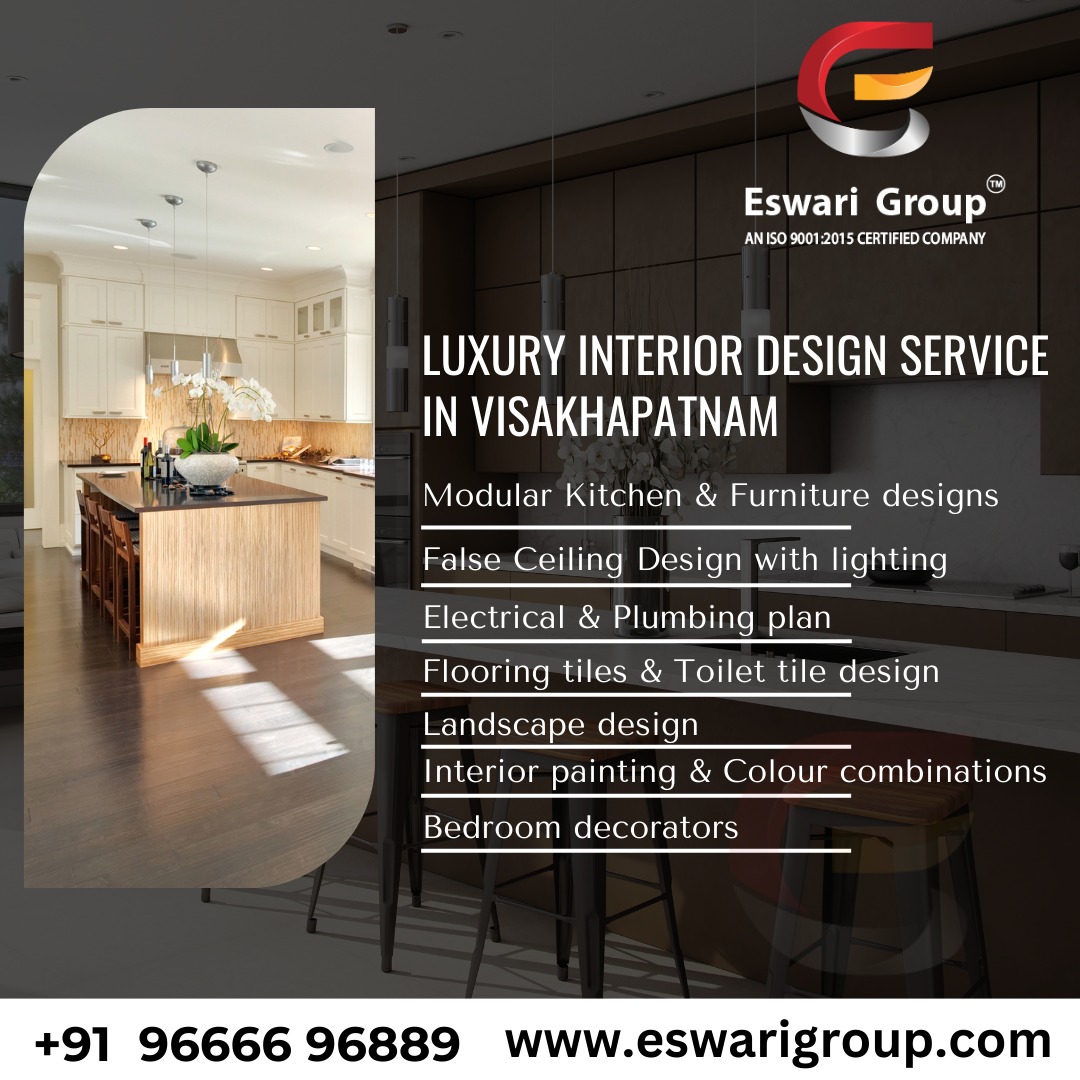 Eswari Group™
AN ISO 9001:2015 CERTIFIED COMPANY
LUXURY INTERIOR DESIGN SERVICE
IN VISAKHAPATNAM
Modular Kitchen & Furniture designs
False Ceiling Design with lighting
Electrical & Plumbing plan
Flooring tiles & Toilet tile design
Landscape design
Interior painting & Colour combinations
Bedroom decorators
+91 96666 96889
www.eswarigroup.com